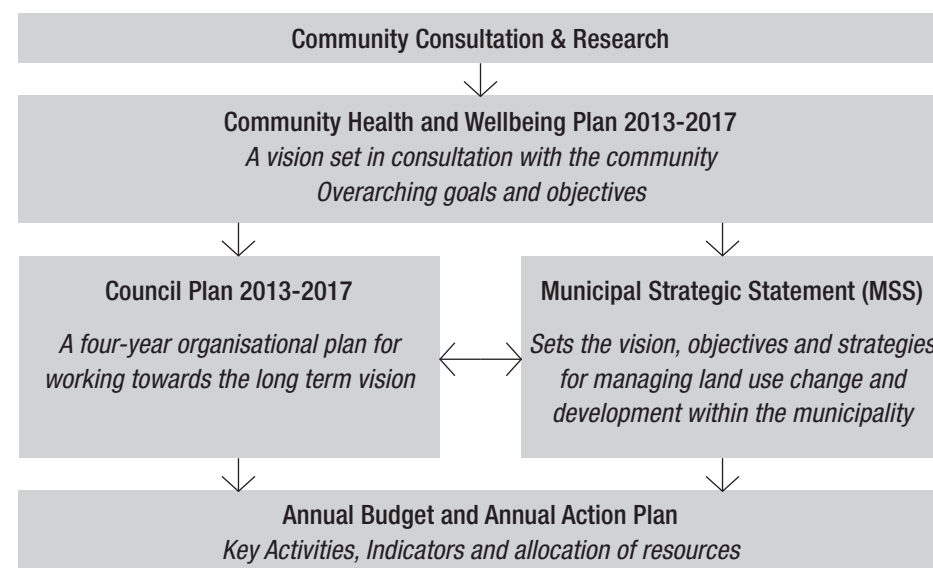 Community Consultation & Research
Community Health and Wellbeing Plan 2013-2017
A vision set in consultation with the community
Overarching goals and objectives
Council Plan 2013-2017
A four-year organisational plan for
working towards the long term vision
Municipal Strategic Statement (MSS)
Sets the vision, objectives and strategies
for managing land use change and
development within the municipality
Annual Budget and Annual Action Plan
Key Activities, Indicators and allocation of resources